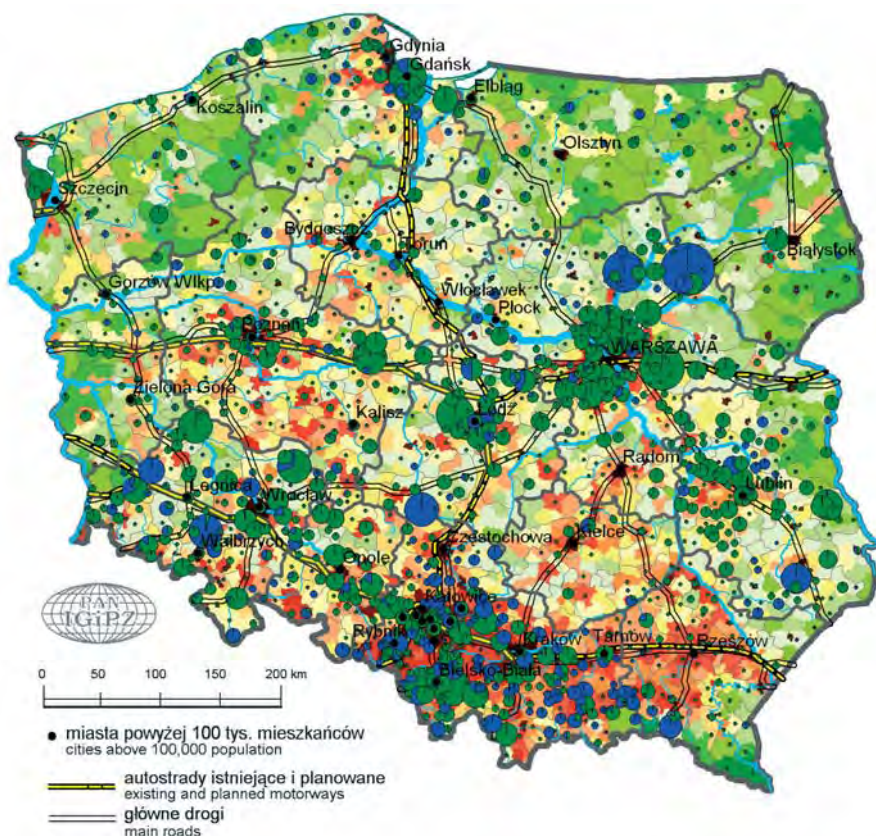 Gdynia
Gdańsk
Elbląg
Koszalin
Olsztyn
Szczecin
Bydgoszcz
Białystok
Toruń
Gorzów Wlkp.
Włocławek
Płock
Poznań
WARSZAWA
Zielona Góra
Kalisz
Łódź
Radom
Legnica
Wrocław
Lublin
Wałbrzych
Częstochowa
Kielce
Opole
PAN
IGiPZ
Katowice
Rybnik
Kraków
Tarnów
Rzeszów
Bielsko-Biała
0 50 100 150 200 km
miasta powyżej 100 tys. mieszkańców
cities above 100,000 population
autostrady istniejące i planowane
existing and planned motorways
główne drogi
main roads